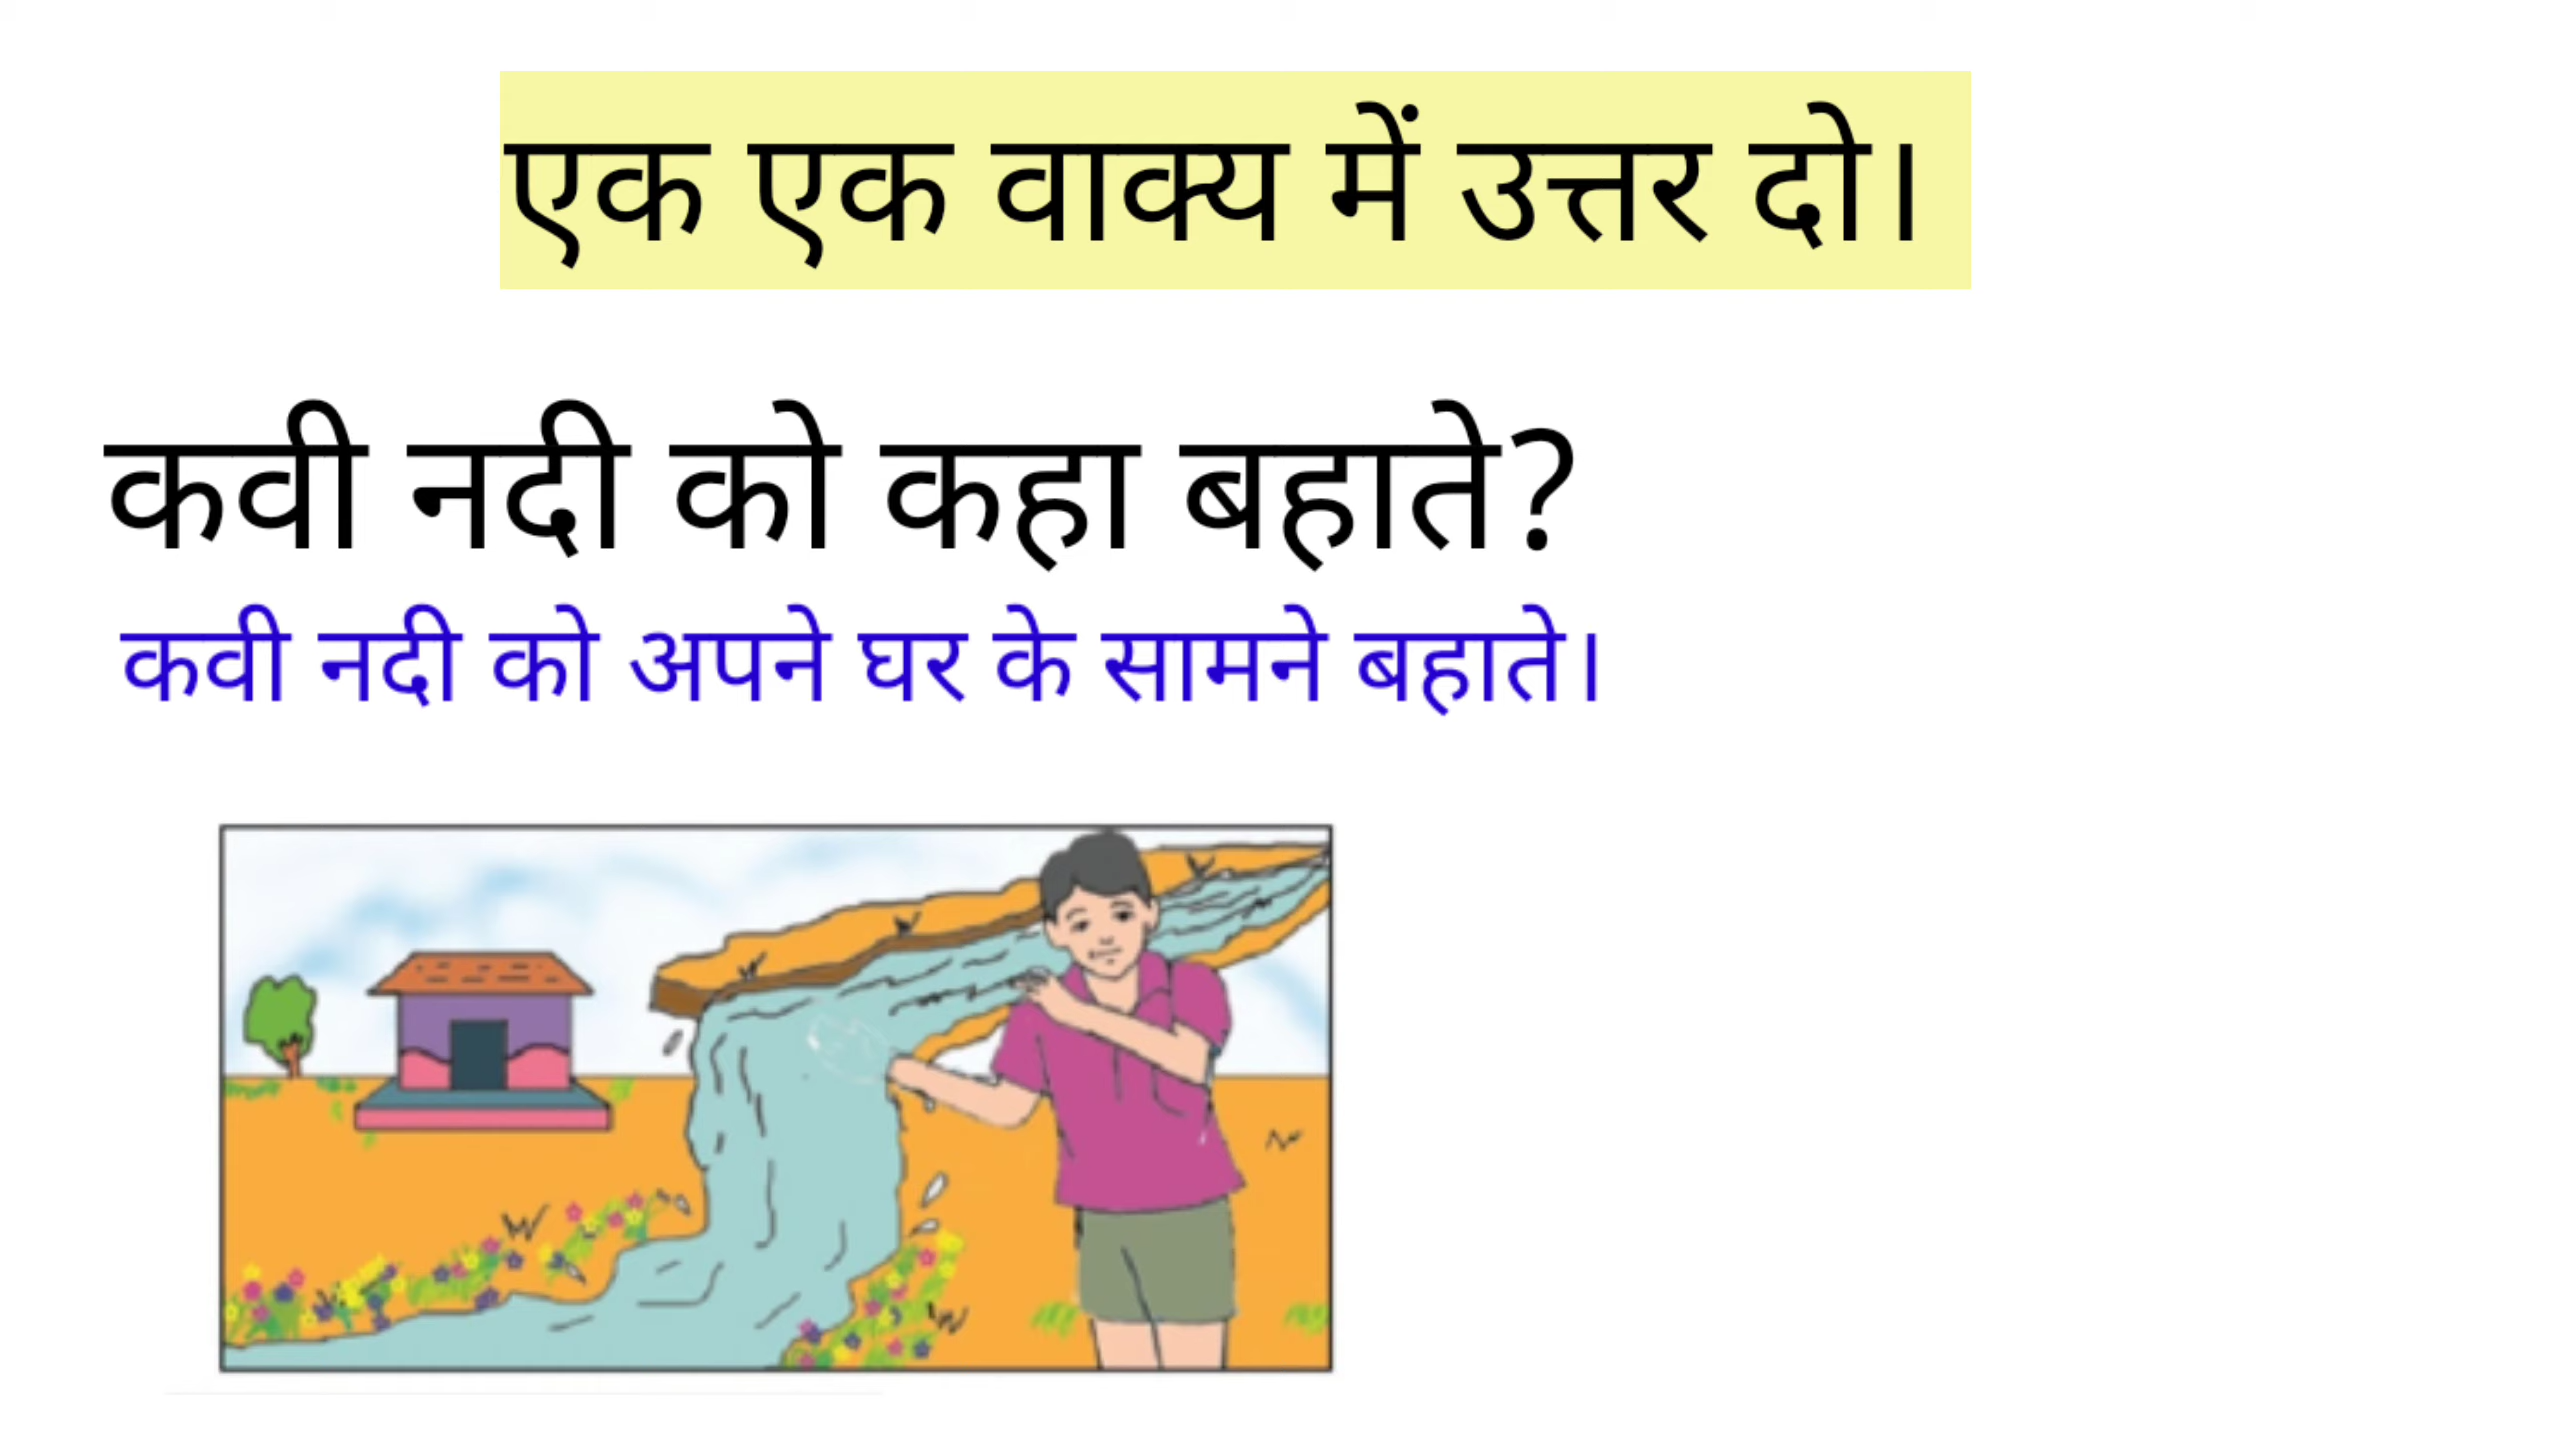 एक एक वाक्य में उत्तर दो।
कवी नदी को कहा बहाते?
कवी नदी को अपने घर के सामने बहाते।